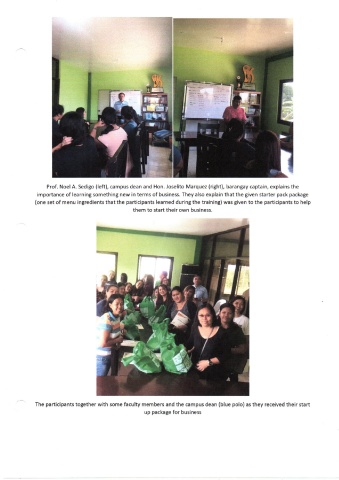 Prof. Noel A. Sedigo (left), campos dean and Hon. Joselito Marquez (right), barangay captain, explains the
importance of learning something new in terms of business. They also explain that the given starter pack package
(one set of menu ingredients that the participants learned during the training) was given to the participants to help
them to start their own business.
The participants together with some faculty members and the campus dean (blue polo) as they received their start
up package for business